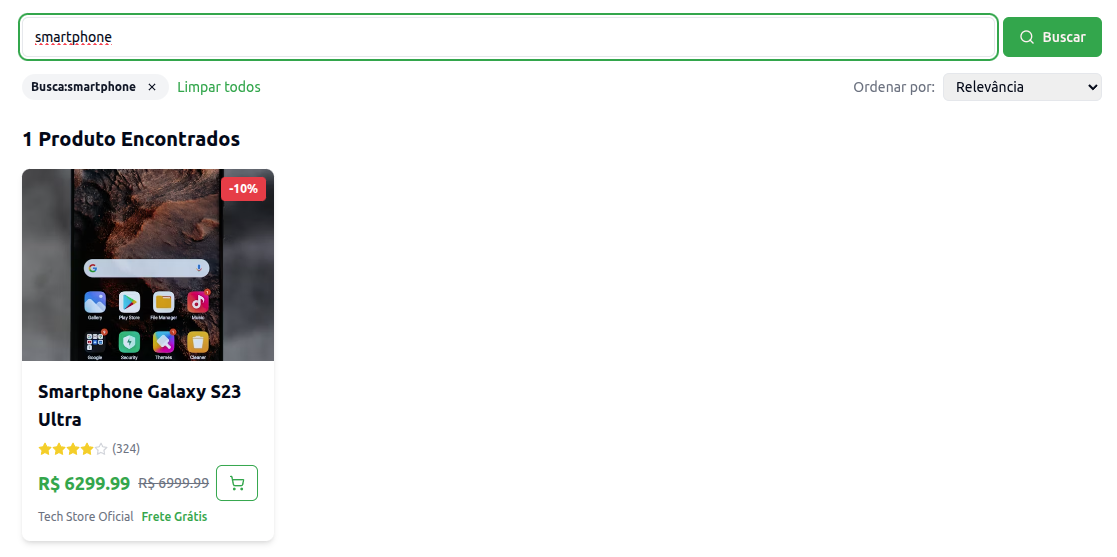 smartphone
Buscar
Busca:smartphone ×
Limpar todos
Ordenar por:
Relevância
1 Produto Encontrados
-10%
Gallery Play Store File Manager Music
Google Security Themes Cleaner
Smartphone Galaxy S23
Ultra
(324)
R$ 6299.99 R$ 6999.99
Tech Store Oficial Frete Grátis